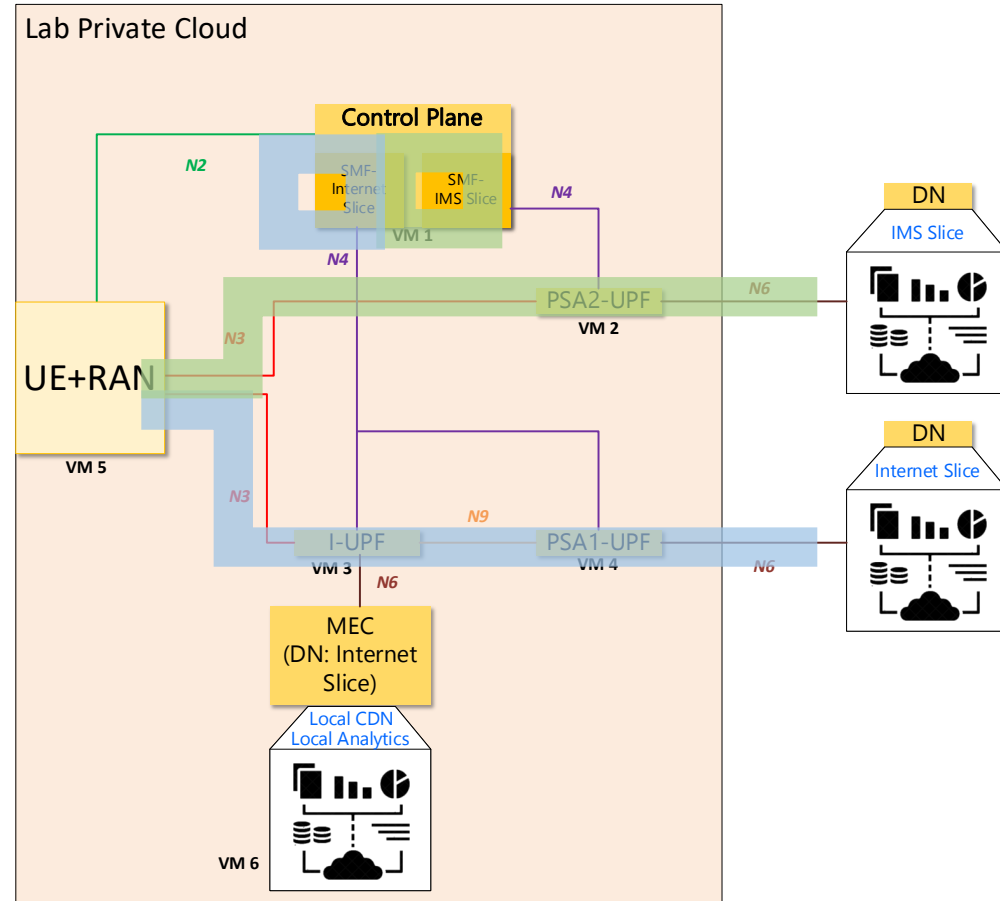 Lab Private Cloud
Control Plane
N2
SMF-
Internet
Slice
SMF-
IMS Slice
VM 1
N4
N4
DN
IMS Slice
PSA2-UPF
N6
VM 2
N3
UE+RAN
VM 5
DN
Internet Slice
N3
N9
I-UPF
PSA1-UPF
VM 3
VM 4
N6
N6
MEC
(DN: Internet
Slice)
Local CDN
Local Analytics
VM 6